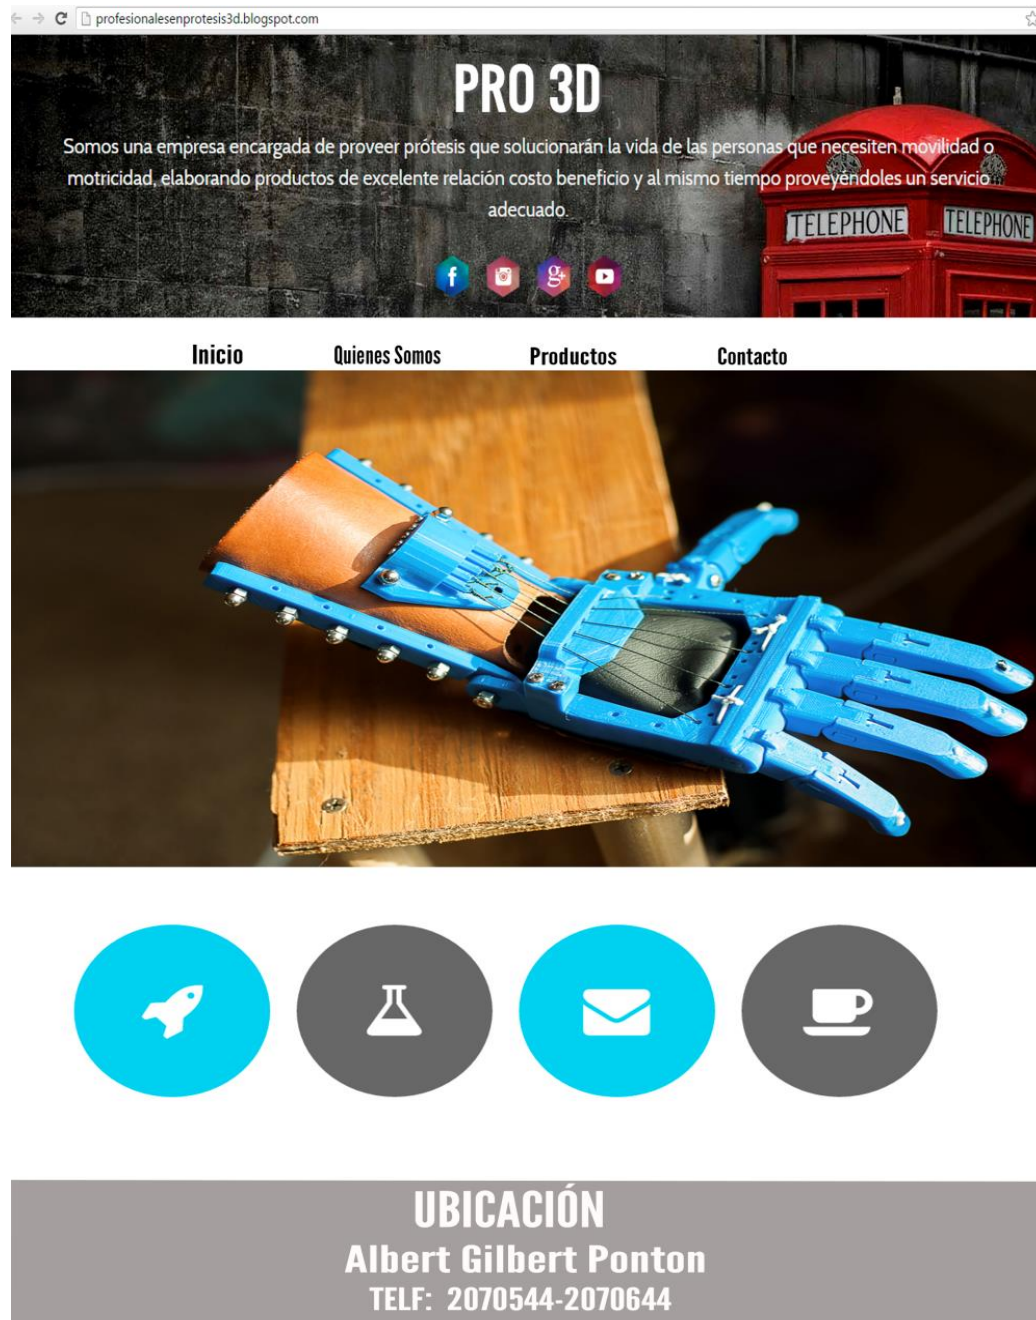 profesionalesenprotesis3d.blogspot.com
PRO 3D
Somos una empresa encargada de proveer prótesis que solucionarán la vida de las personas que necesiten movilidad o
motricidad, elaborando productos de excelente relación costo beneficio y al mismo tiempo proveyéndoles un servicio
adecuado.
TELEPHONE TELEPHONE
f g+
Inicio Quienes Somos Productos Contacto
UBICACIÓN
Albert Gilbert Ponton
TELF: 2070544-2070644